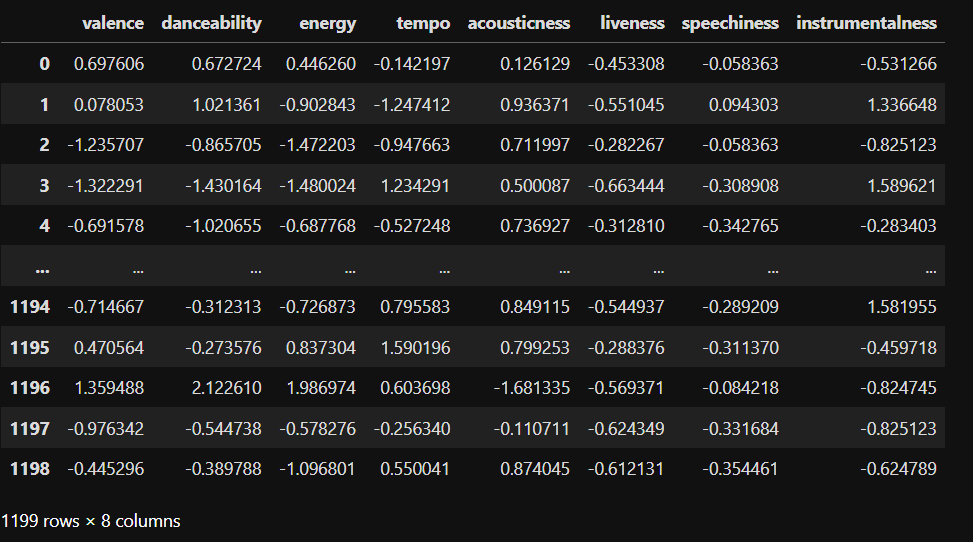 valence danceability energy tempo acousticness liveness speechiness instrumentalness
0 0.697606 0.672724 0.446260 -0.142197 0.126129 -0.453308 -0.058363 -0.531266
1 0.078053 1.021361 -0.902843 -1.247412 0.936371 -0.551045 0.094303 1.336648
2 -1.235707 -0.865705 -1.472203 -0.947663 0.711997 -0.282267 -0.058363 -0.825123
3 -1.322291 -1.430164 -1.480024 1.234291 0.500087 -0.663444 -0.308908 1.589621
4 -0.691578 -1.020655 -0.687768 -0.527248 0.736927 -0.312810 -0.342765 -0.283403
... ... ... ... ... ... ... ... ...
1194 -0.714667 -0.312313 -0.726873 0.795583 0.849115 -0.544937 -0.289209 1.581955
1195 0.470564 -0.273576 0.837304 1.590196 0.799253 -0.288376 -0.311370 -0.459718
1196 1.359488 2.122610 1.986974 0.603698 -1.681335 -0.569371 -0.084218 -0.824745
1197 -0.976342 -0.544738 -0.578276 -0.256340 -0.110711 -0.624349 -0.331684 -0.825123
1198 -0.445296 -0.389788 -1.096801 0.550041 0.874045 -0.612131 -0.354461 -0.624789
1199 rows × 8 columns